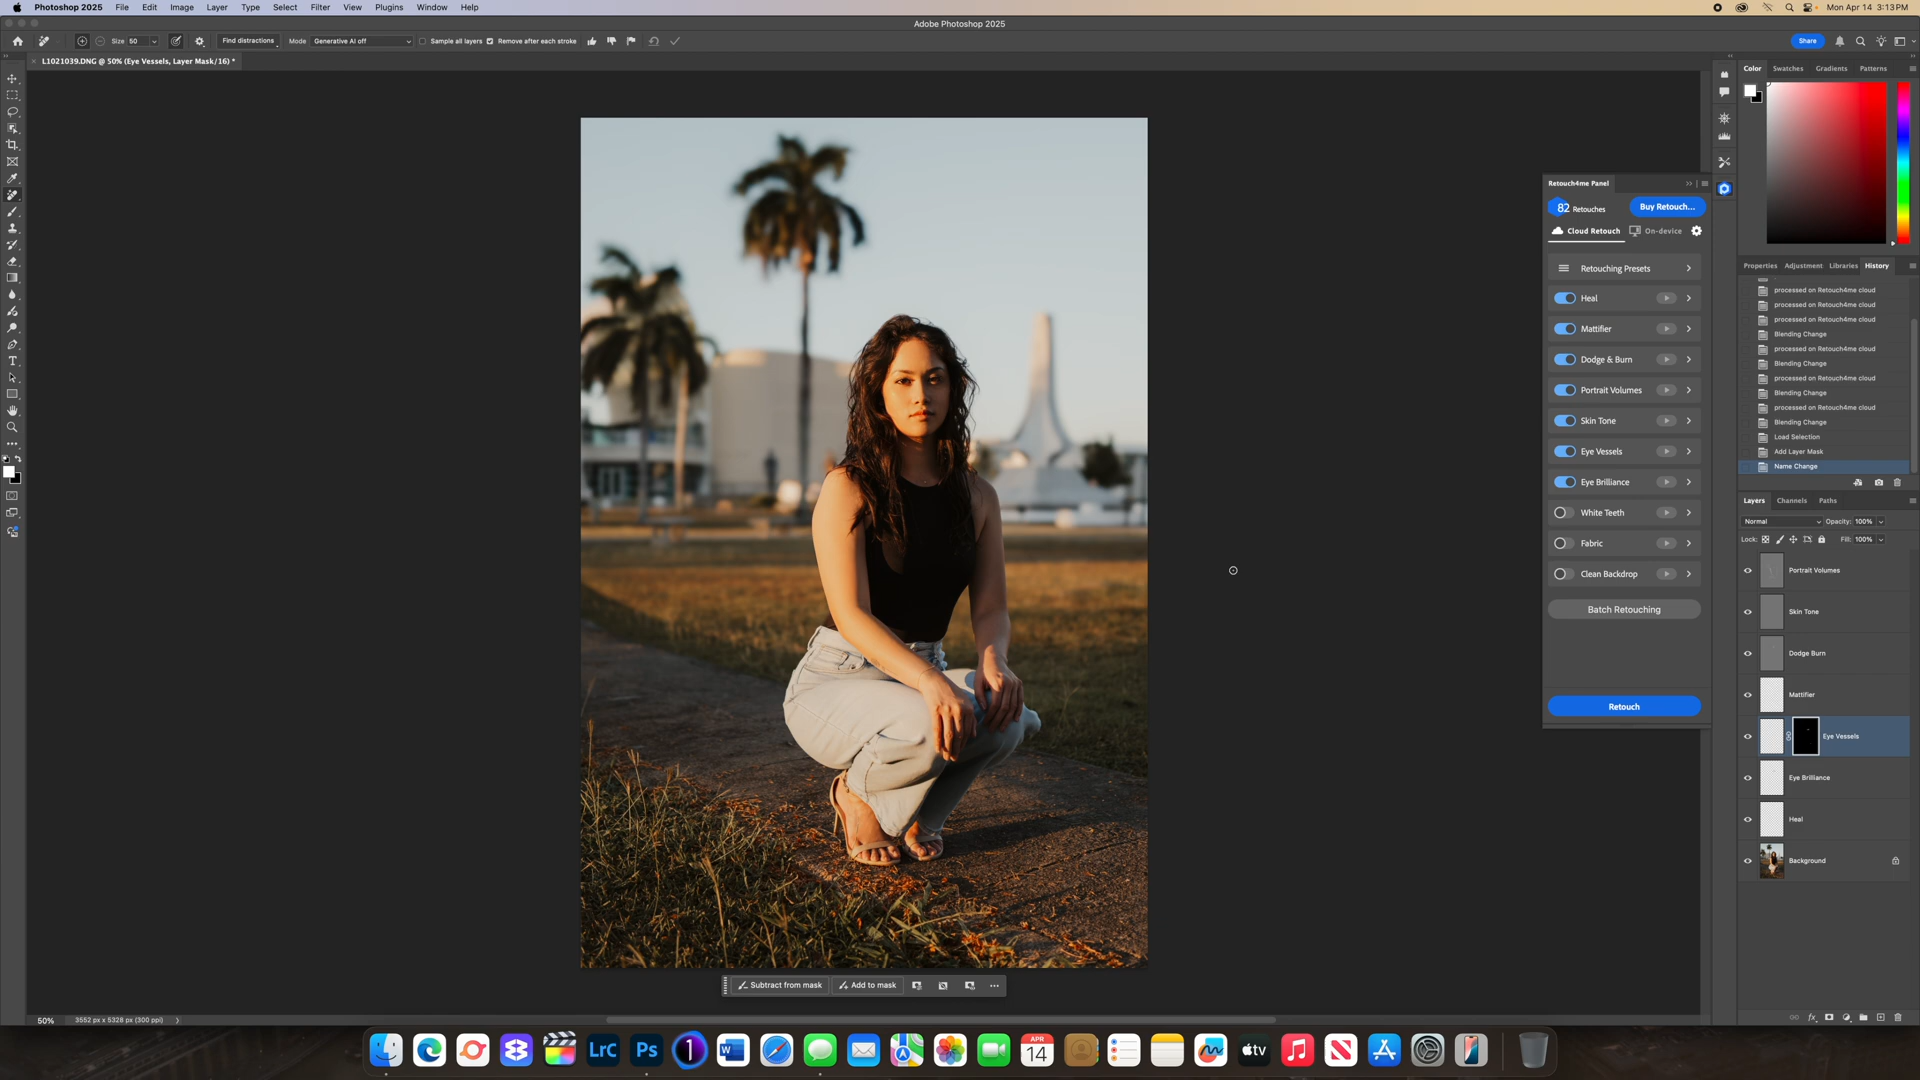 Photoshop 2025 File Edit Image Layer Type Select Filter View Plugins Window Help Mon Apr 14 3:13 PM
Adobe Photoshop 2025
Size 50 Find distractions Mode Generative AI off Sample all layers Remove after each stroke Share
L1021039.DNG @ 50% (Eye Vessels, Layer Mask/16) *
Color Swatches Gradients Patterns
Retouch4me Panel
82 Retouches Buy Retouch...
Cloud Retouch On-device
Retouching Presets
Heal
Mattifier
Dodge & Burn
Portrait Volumes
Skin Tone
Eye Vessels
Eye Brilliance
White Teeth
Fabric
Clean Backdrop
Batch Retouching
Retouch
Properties Adjustment Libraries History
processed on Retouch4me cloud
processed on Retouch4me cloud
processed on Retouch4me cloud
Blending Change
processed on Retouch4me cloud
Blending Change
processed on Retouch4me cloud
Blending Change
processed on Retouch4me cloud
Blending Change
Load Selection
Add Layer Mask
Name Change
Layers Channels Paths
Normal Opacity: 100%
Lock: Fill: 100%
Portrait Volumes
Skin Tone
Dodge Burn
Mattifier
Eye Vessels
Eye Brilliance
Heal
Background
Subtract from mask Add to mask
50% 3552 px x 5328 px (300 ppi)
LrC Ps 1 W APR 14 tv